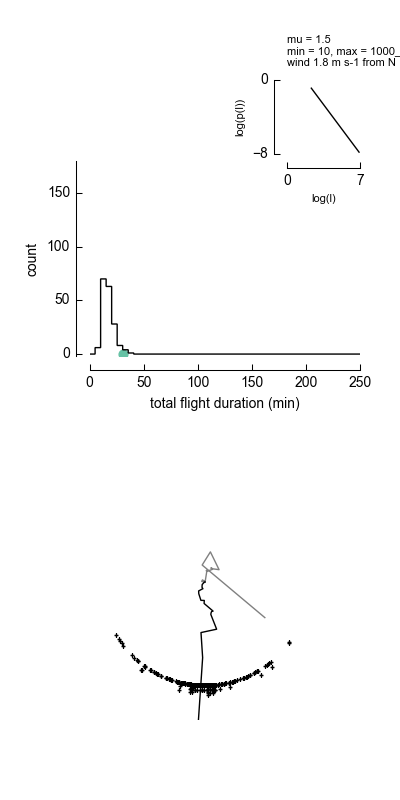 mu = 1.5
min = 10, max = 1000_
wind 1.8 m s-1 from N
0
log(p(l))
−8
0
7
log(l)
150
100
count
50
0
0
50
100
150
200
250
total flight duration (min)